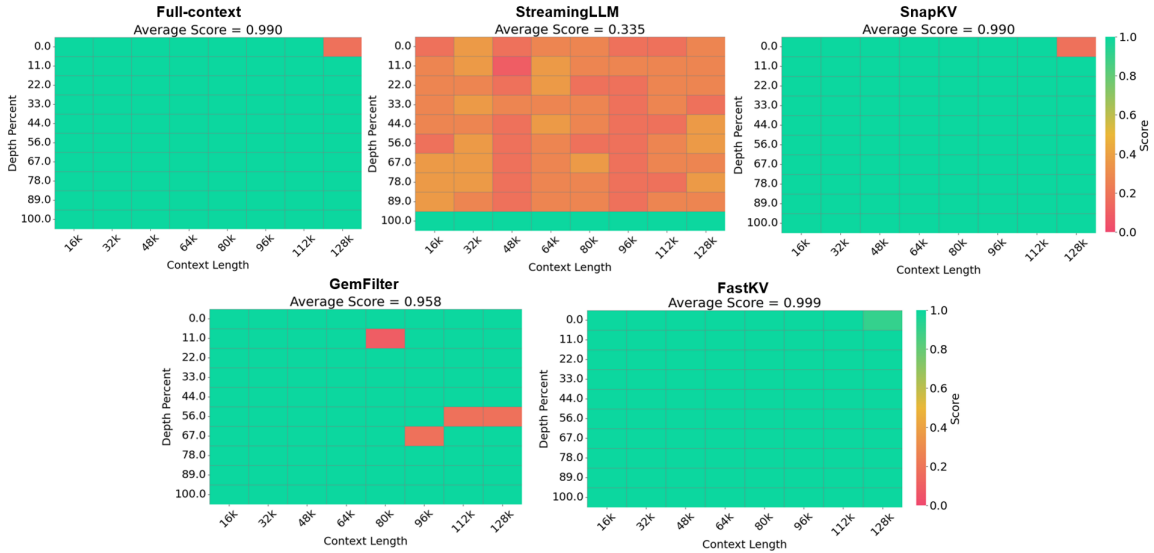 Full-context
Average Score = 0.990
Depth Percent
0.0
11.0
22.0
33.0
44.0
56.0
67.0
78.0
89.0
100.0
16k 32k 48k 64k 80k 96k 112k 128k
Context Length
StreamingLLM
Average Score = 0.335
Depth Percent
0.0
11.0
22.0
33.0
44.0
56.0
67.0
78.0
89.0
100.0
16k 32k 48k 64k 80k 96k 112k 128k
Context Length
SnapKV
Average Score = 0.990
Depth Percent
0.0
11.0
22.0
33.0
44.0
56.0
67.0
78.0
89.0
100.0
16k 32k 48k 64k 80k 96k 112k 128k
Context Length
1.0
0.8
0.6
0.4
0.2
0.0
Score
GemFilter
Average Score = 0.958
Depth Percent
0.0
11.0
22.0
33.0
44.0
56.0
67.0
78.0
89.0
100.0
16k 32k 48k 64k 80k 96k 112k 128k
Context Length
FastKV
Average Score = 0.999
Depth Percent
0.0
11.0
22.0
33.0
44.0
56.0
67.0
78.0
89.0
100.0
16k 32k 48k 64k 80k 96k 112k 128k
Context Length
1.0
0.8
0.6
0.4
0.2
0.0
Score